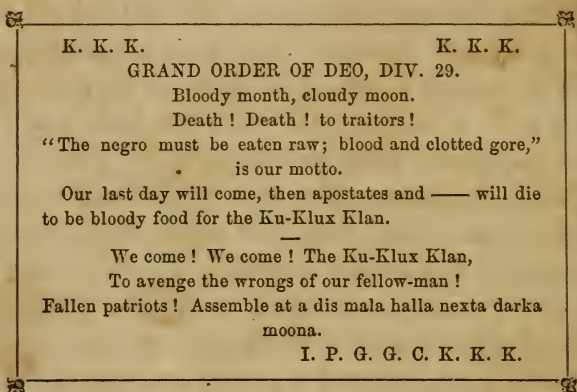 K. K. K. K. K. K.
GRAND ORDER OF DEO, DIV. 29.
Bloody month, cloudy moon.
Death ! Death ! to traitors !
“The negro must be eaten raw; blood and clotted gore,”
is our motto.
Our last day will come, then apostates and —— will die
to be bloody food for the Ku-Klux Klan.
We come ! We come ! The Ku-Klux Klan,
To avenge the wrongs of our fellow-man !
Fallen patriots ! Assemble at a dis mala halla nexta darka
moona.
I. P. G. G. C. K. K. K.